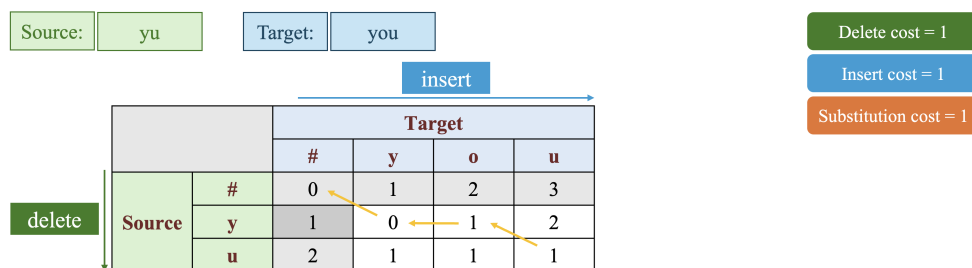 Source: yu Target: you
Delete cost = 1
insert
Insert cost = 1
Target
Substitution cost = 1
# y o u
# 0 1 2 3
delete Source y 1 0 1 2
u 2 1 1 1